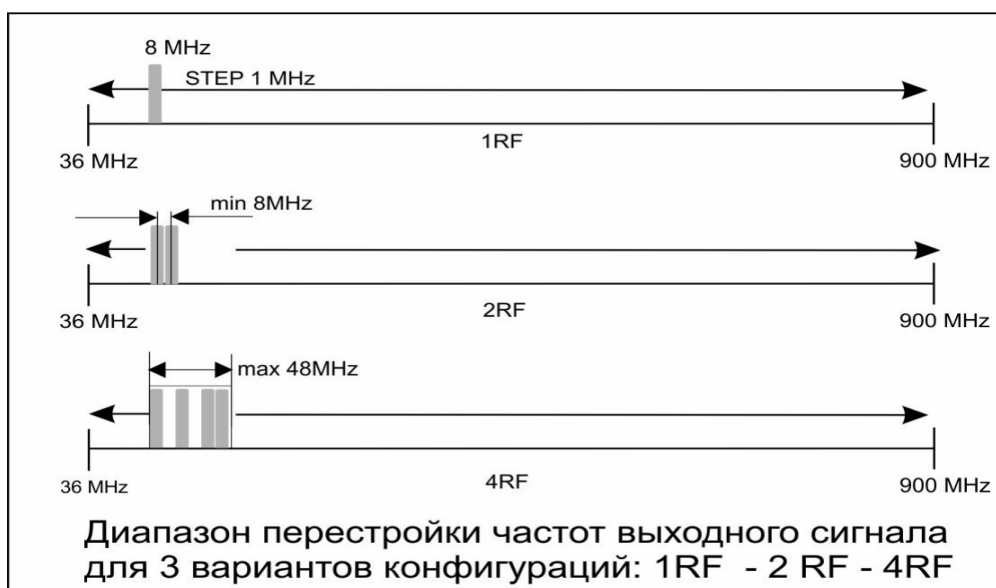 8 MHz
STEP 1 MHz
1RF
36 MHz
900 MHz
min 8MHz
2RF
36 MHz
900 MHz
max 48MHz
4RF
36 MHz
900 MHz
Диапазон перестройки частот выходного сигнала
для 3 вариантов конфигураций: 1RF - 2 RF - 4RF